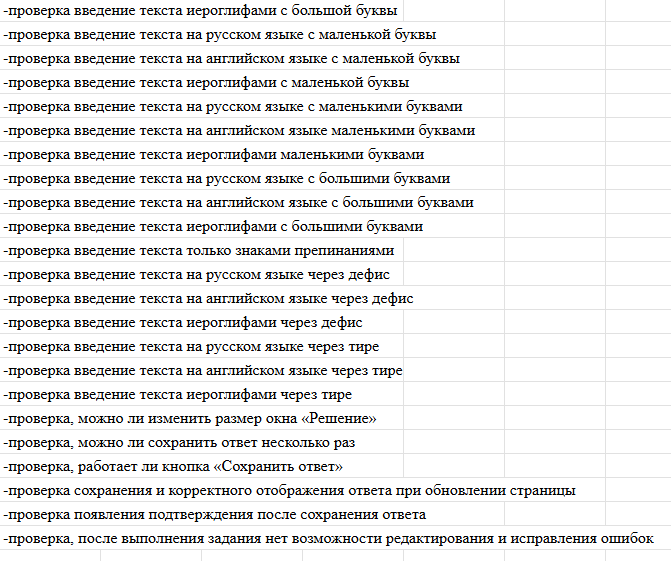 -проверка введение текста иероглифами с большой буквы
-проверка введение текста на русском языке с маленькой буквы
-проверка введение текста на английском языке с маленькой буквы
-проверка введение текста иероглифами с маленькой буквы
-проверка введение текста на русском языке с маленькими буквами
-проверка введение текста на английском языке маленькими буквами
-проверка введение текста иероглифами маленькими буквами
-проверка введение текста на русском языке с большими буквами
-проверка введение текста на английском языке с большими буквами
-проверка введение текста иероглифами с большими буквами
-проверка введение текста только знаками препинаниями
-проверка введение текста на русском языке через дефис
-проверка введение текста на английском языке через дефис
-проверка введение текста иероглифами через дефис
-проверка введение текста на русском языке через тире
-проверка введение текста на английском языке через тире
-проверка введение текста иероглифами через тире
-проверка, можно ли изменить размер окна «Решение»
-проверка, можно ли сохранить ответ несколько раз
-проверка, работает ли кнопка «Сохранить ответ»
-проверка сохранения и корректного отображения ответа при обновлении страницы
-проверка появления подтверждения после сохранения ответа
-проверка, после выполнения задания нет возможности редактирования и исправления ошибок